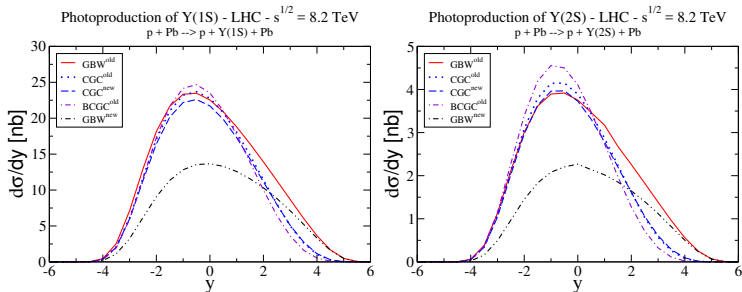 Photoproduction of Y(1S) - LHC - s^1/2 = 8.2 TeV
p + Pb --> p + Y(1S) + Pb
dσ/dy [nb]
30
25
20
15
10
5
0
GBW^old
CGC^old
CGC^new
BCGC^old
GBW^new
-6 -4 -2 0 2 4 6
y
Photoproduction of Y(2S) - LHC - s^1/2 = 8.2 TeV
p + Pb --> p + Y(2S) + Pb
dσ/dy [nb]
5
4
3
2
1
0
GBW^old
CGC^old
CGC^new
BCGC^old
GBW^new
-6 -4 -2 0 2 4 6
y